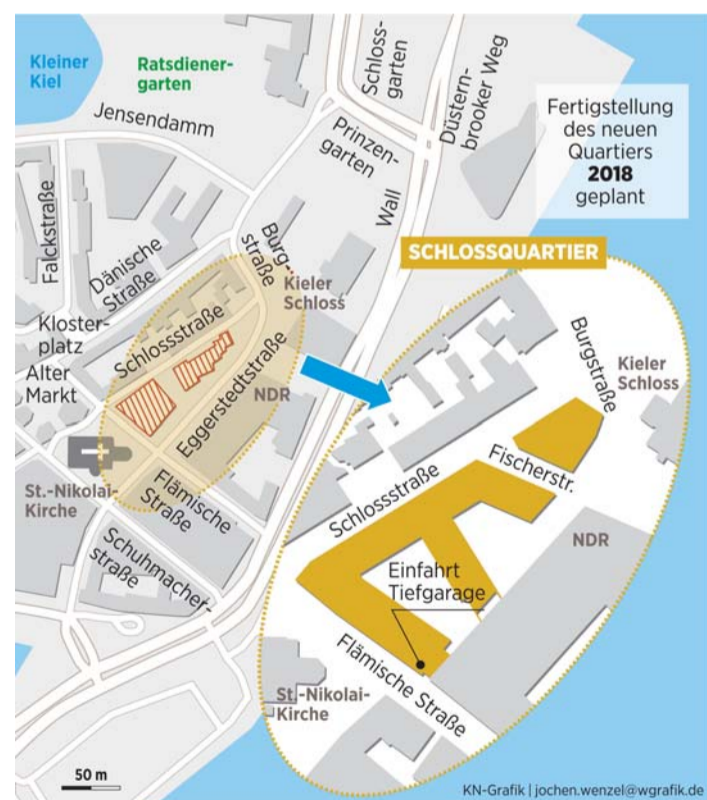 Kleiner
Kiel
Ratsdiener-
garten
Jensendamm
Schloss-
garten
Düstern-
brooker Weg
Prinzen-
garten
Fertigstellung
des neuen
Quartiers
2018
geplant
Falckstraße
Dänische
Straße
Burg-
straße
Wall
SCHLOSSQUARTIER
Kieler
Schloss
Kloster-
platz
Alter
Markt
Schlossstraße
Eggerstedtstraße
NDR
St.-Nikolai-
Kirche
Flämische
Straße
Schuhmacher-
straße
Burgstraße
Kieler
Schloss
Fischerstr.
Schlossstraße
NDR
Einfahrt
Tiefgarage
Flämische Straße
St.-Nikolai-
Kirche
50 m
KN-Grafik | jochen.wenzel@wgrafik.de